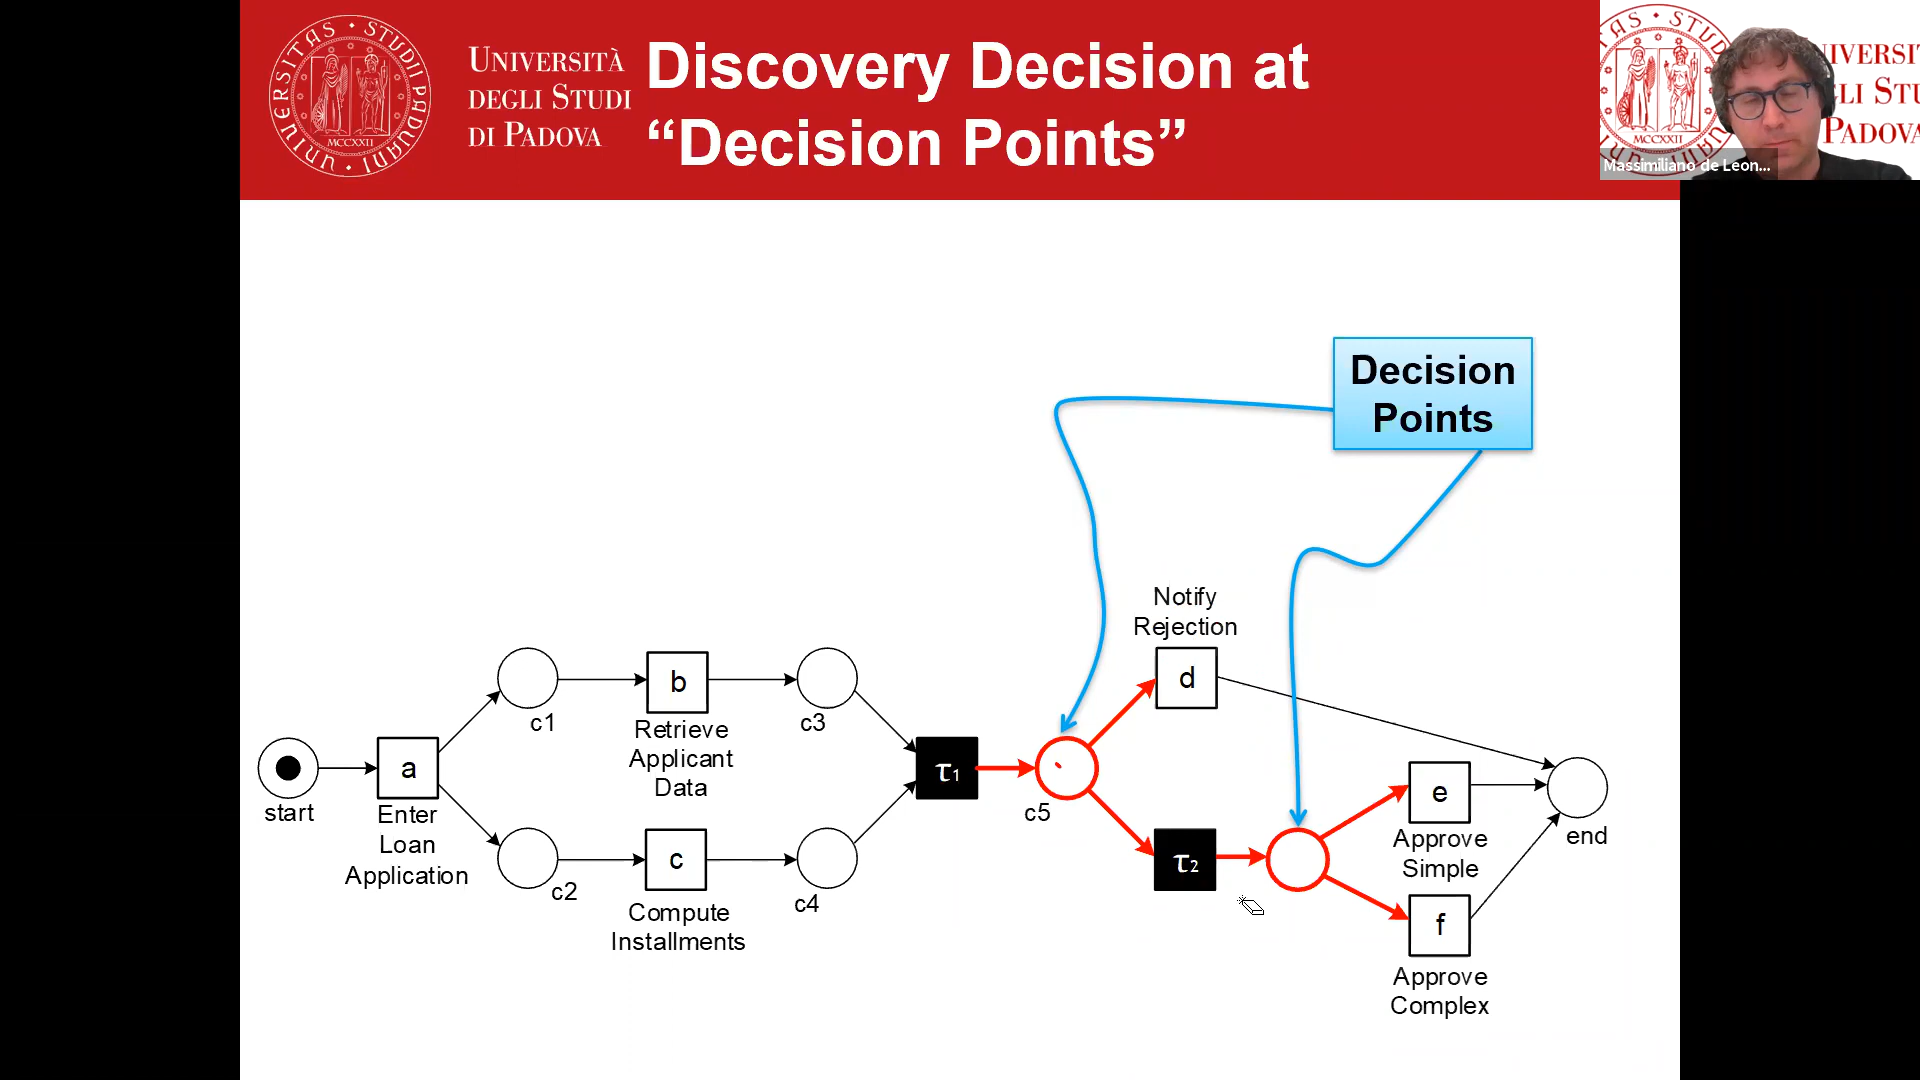 UNIVERSITAS STUDII PADUANI
MCCXXII
UNIVERSITÀ
DEGLI STUDI
DI PADOVA
Discovery Decision at
“Decision Points”
MCCXXII
PADOVA
Massimiliano de Leon...
Decision
Points
Notify
Rejection
d
c1
b
Retrieve
Applicant
Data
c3
start
a
Enter
Loan
Application
τ1
c5
e
Approve
Simple
end
c2
c
Compute
Installments
c4
τ2
f
Approve
Complex